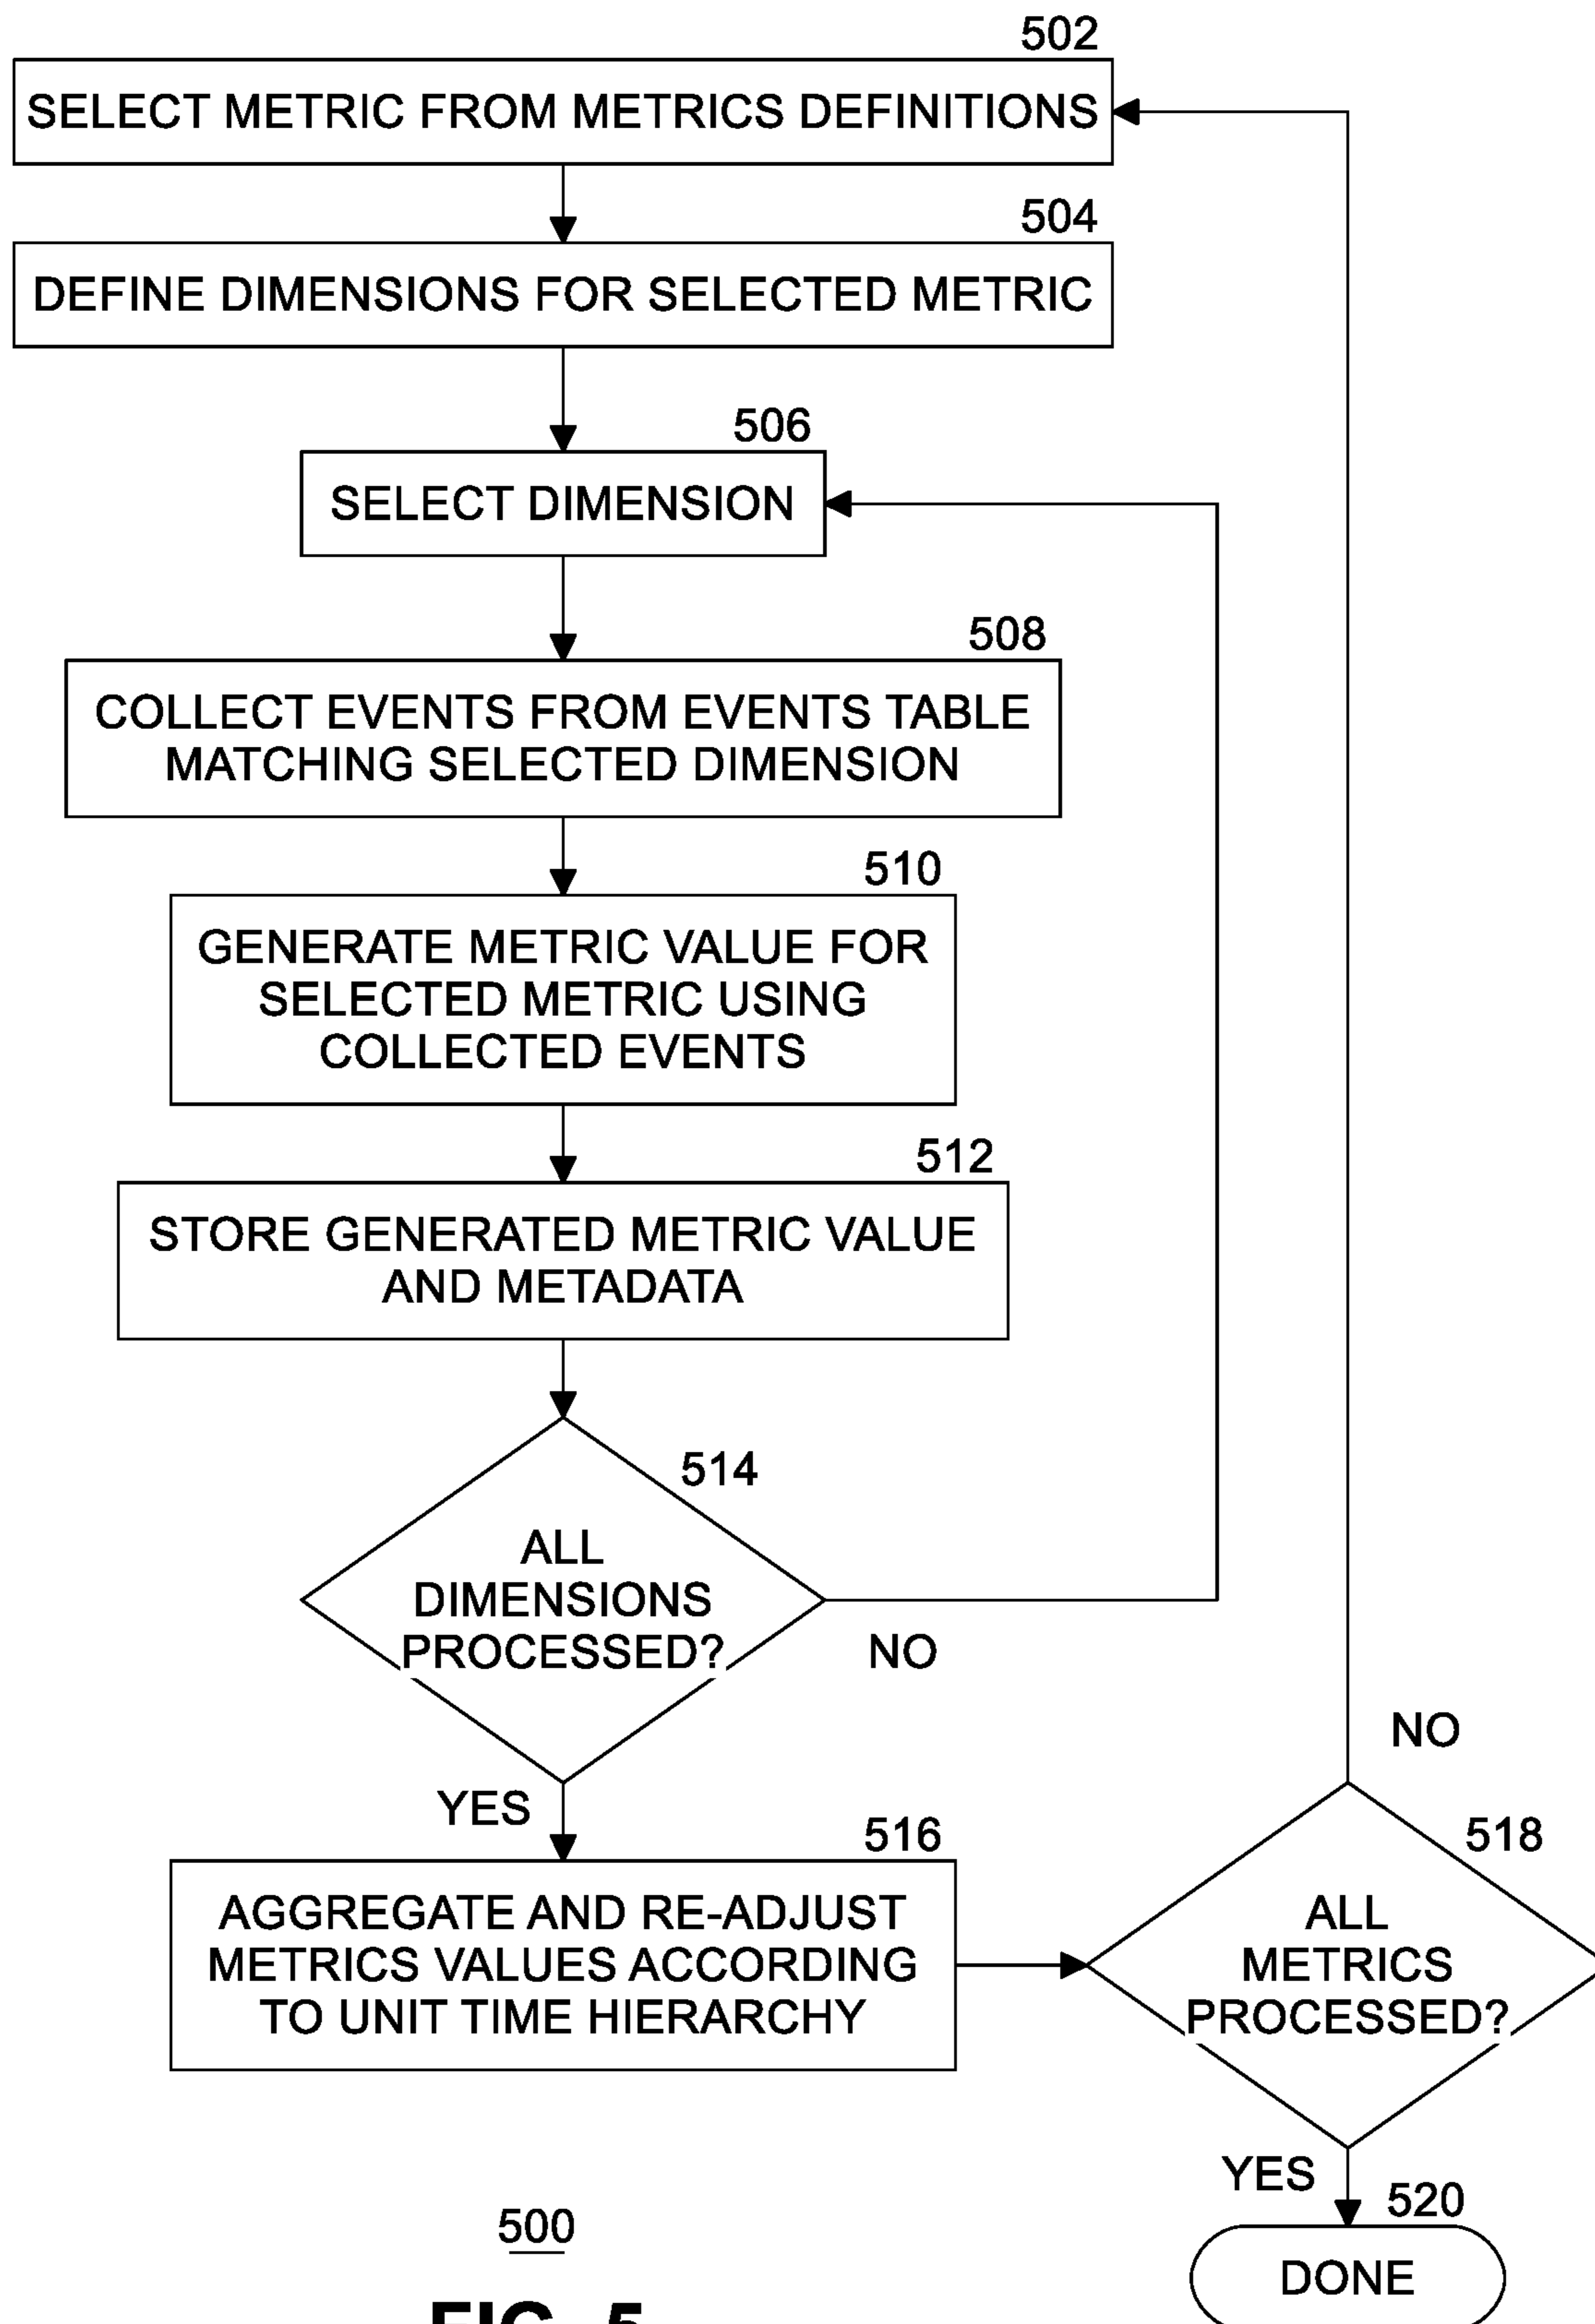 502
SELECT METRIC FROM METRICS DEFINITIONS
504
DEFINE DIMENSIONS FOR SELECTED METRIC
506
SELECT DIMENSION
508
COLLECT EVENTS FROM EVENTS TABLE
MATCHING SELECTED DIMENSION
510
GENERATE METRIC VALUE FOR
SELECTED METRIC USING
COLLECTED EVENTS
512
STORE GENERATED METRIC VALUE
AND METADATA
514
ALL
DIMENSIONS
PROCESSED?
NO
YES
516
AGGREGATE AND RE-ADJUST
METRICS VALUES ACCORDING
TO UNIT TIME HIERARCHY
NO
518
ALL
METRICS
PROCESSED?
YES
520
DONE
500
FIG. 5